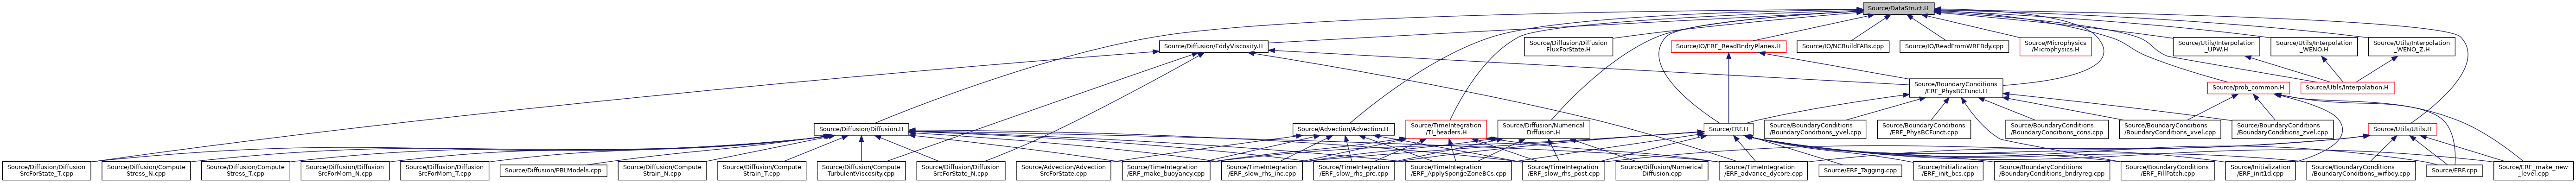 Source/DataStruct.H
Source/Diffusion/EddyViscosity.H
Source/Diffusion/Diffusion
FluxForState.H
Source/IO/ERF_ReadBndryPlanes.H
Source/IO/NCBuildFABs.cpp
Source/IO/ReadFromWRFBdy.cpp
Source/Microphysics
/Microphysics.H
Source/Utils/Interpolation
_UPW.H
Source/Utils/Interpolation
_WENO.H
Source/Utils/Interpolation
_WENO_Z.H
Source/BoundaryConditions
/ERF_PhysBCFunct.H
Source/prob_common.H
Source/Utils/Interpolation.H
Source/Diffusion/Diffusion.H
Source/Advection/Advection.H
Source/TimeIntegration
/TI_headers.H
Source/Diffusion/Numerical
Diffusion.H
Source/ERF.H
Source/BoundaryConditions
/BoundaryConditions_yvel.cpp
Source/BoundaryConditions
/ERF_PhysBCFunct.cpp
Source/BoundaryConditions
/BoundaryConditions_cons.cpp
Source/BoundaryConditions
/BoundaryConditions_xvel.cpp
Source/BoundaryConditions
/BoundaryConditions_zvel.cpp
Source/Utils/Utils.H
Source/Diffusion/Diffusion
SrcForState_T.cpp
Source/Diffusion/Compute
Stress_N.cpp
Source/Diffusion/Compute
Stress_T.cpp
Source/Diffusion/Diffusion
SrcForMom_N.cpp
Source/Diffusion/Diffusion
SrcForMom_T.cpp
Source/Diffusion/PBLModels.cpp
Source/Diffusion/Compute
Strain_N.cpp
Source/Diffusion/Compute
Strain_T.cpp
Source/Diffusion/Compute
TurbulentViscosity.cpp
Source/Diffusion/Diffusion
SrcForState_N.cpp
Source/Advection/Advection
SrcForState.cpp
Source/TimeIntegration
/ERF_make_buoyancy.cpp
Source/TimeIntegration
/ERF_slow_rhs_inc.cpp
Source/TimeIntegration
/ERF_slow_rhs_pre.cpp
Source/TimeIntegration
/ERF_ApplySpongeZoneBCs.cpp
Source/TimeIntegration
/ERF_slow_rhs_post.cpp
Source/Diffusion/Numerical
Diffusion.cpp
Source/TimeIntegration
/ERF_advance_dycore.cpp
Source/ERF_Tagging.cpp
Source/Initialization
/ERF_init_bcs.cpp
Source/BoundaryConditions
/BoundaryConditions_bndryreg.cpp
Source/BoundaryConditions
/ERF_FillPatch.cpp
Source/Initialization
/ERF_init1d.cpp
Source/BoundaryConditions
/BoundaryConditions_wrfbdy.cpp
Source/ERF.cpp
Source/ERF_make_new
_level.cpp